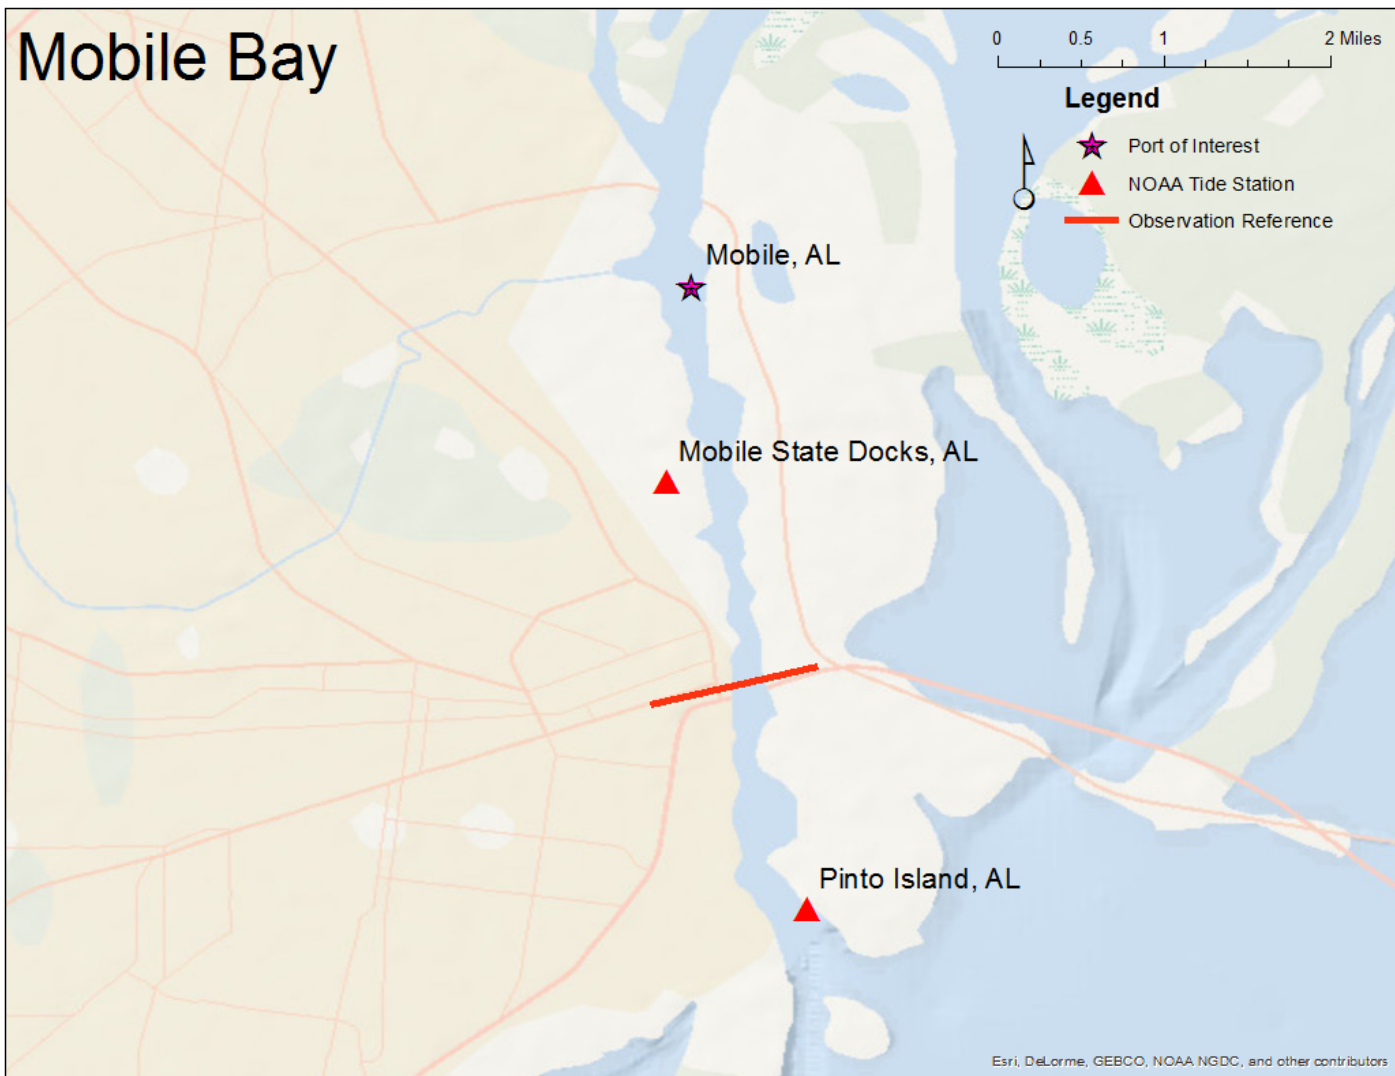 Mobile Bay
0 0.5 1 2 Miles
Legend
Port of Interest
NOAA Tide Station
Observation Reference
Mobile, AL
Mobile State Docks, AL
Pinto Island, AL
Esri, DeLorme, GEBCO, NOAA NGDC, and other contributors